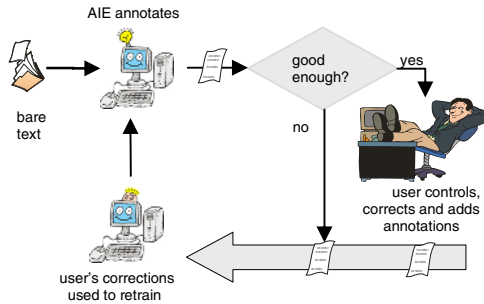 AIE annotates
good
enough?
yes
bare
text
no
user controls,
corrects and adds
annotations
user's corrections
used to retrain